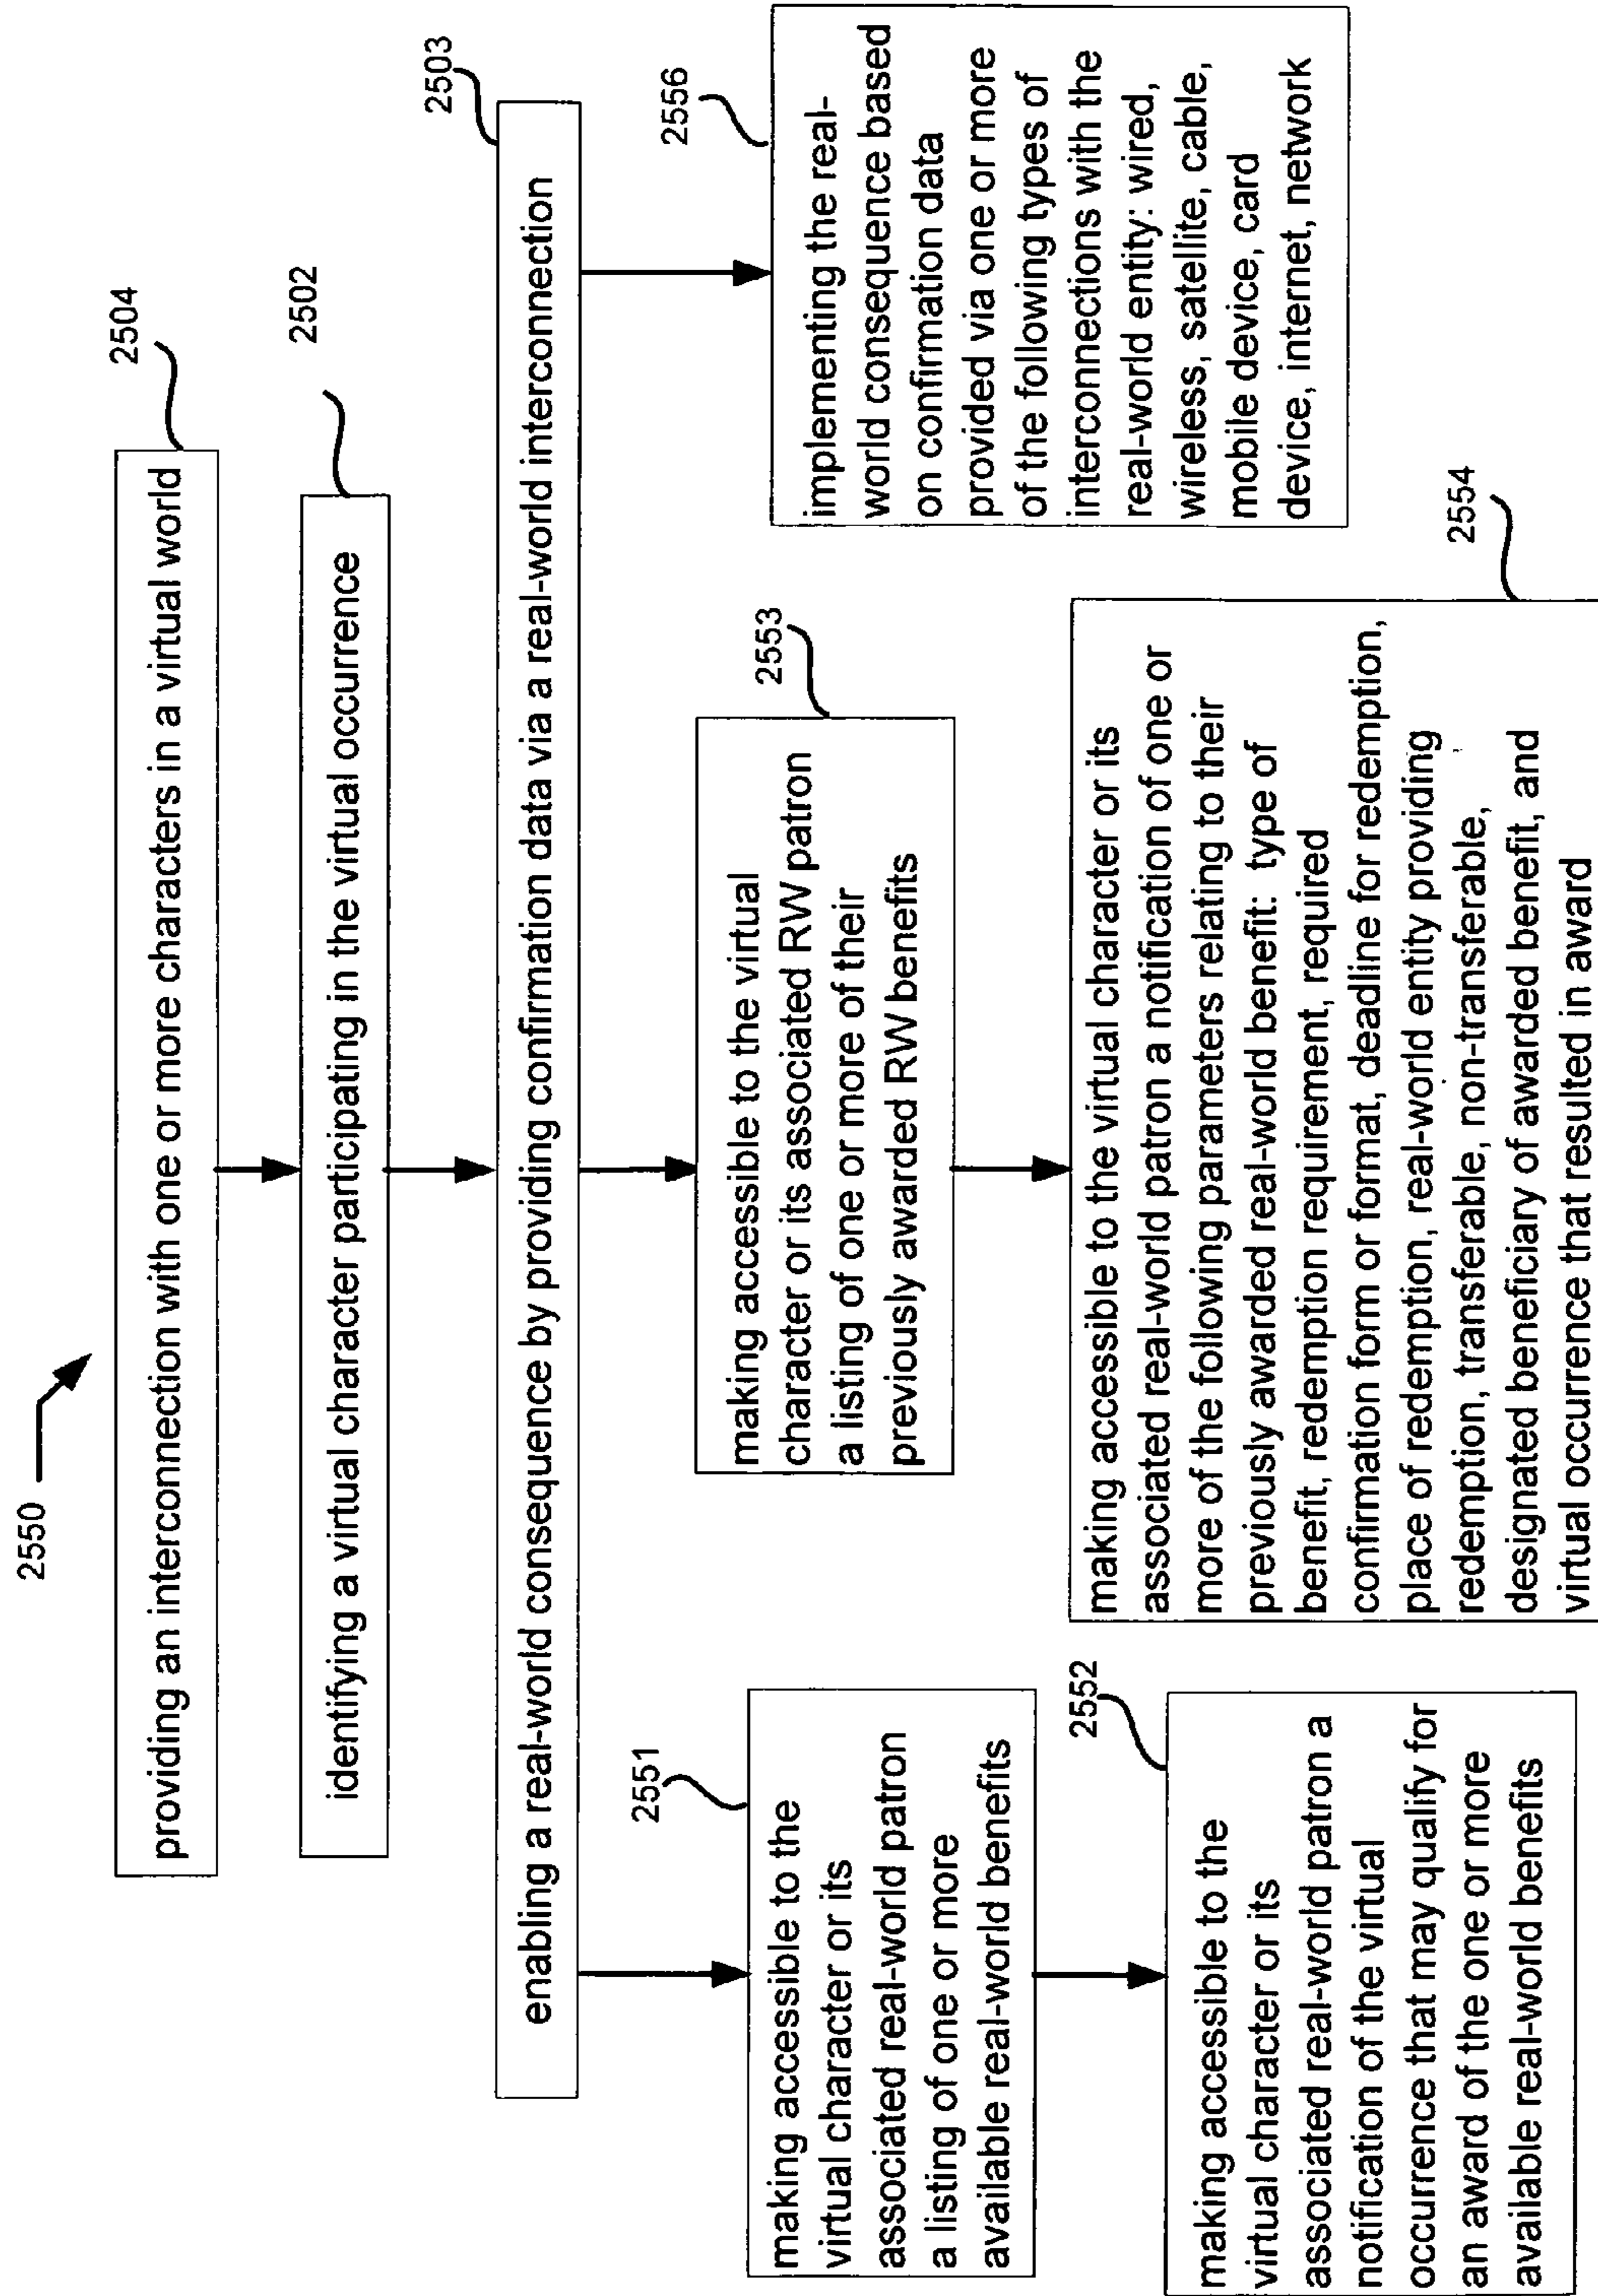 2550
2504
providing an interconnection with one or more characters in a virtual world
2502
identifying a virtual character participating in the virtual occurrence
2503
enabling a real-world consequence by providing confirmation data via a real-world interconnection
2551
making accessible to the
virtual character or its
associated real-world patron
a listing of one or more
available real-world benefits
2552
making accessible to the
virtual character or its
associated real-world patron a
notification of the virtual
occurrence that may qualify for
an award of the one or more
available real-world benefits
2553
making accessible to the virtual
character or its associated RW patron
a listing of one or more of their
previously awarded RW benefits
2554
making accessible to the virtual character or its
associated real-world patron a notification of one or
more of the following parameters relating to their
previously awarded real-world benefit: type of
benefit, redemption requirement, required
confirmation form or format, deadline for redemption,
place of redemption, real-world entity providing
redemption, transferable, non-transferable,
designated beneficiary of awarded benefit, and
virtual occurrence that resulted in award
2556
implementing the real-
world consequence based
on confirmation data
provided via one or more
of the following types of
interconnections with the
real-world entity: wired,
wireless, satellite, cable,
mobile device, card
device, internet, network